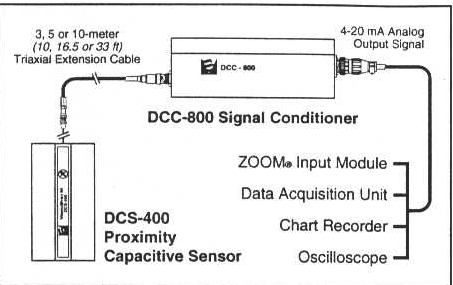 3, 5 or 10-meter
(10, 16.5 or 33 ft)
Triaxial Extension Cable
4-20 mA Analog
Output Signal
DCC - 800
DCC-800 Signal Conditioner
ZOOM® Input Module
Data Acquisition Unit
Chart Recorder
Oscilloscope
DCS-400
Proximity
Capacitive Sensor